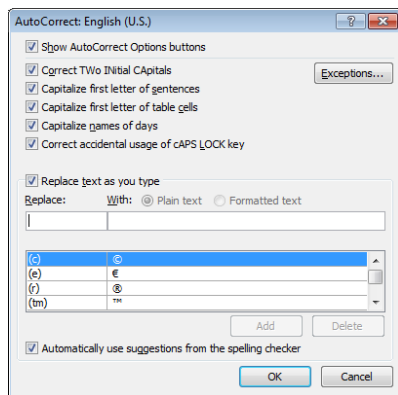 AutoCorrect: English (U.S.)
Show AutoCorrect Options buttons
Correct TWo INitial CApitals
Exceptions...
Capitalize first letter of sentences
Capitalize first letter of table cells
Capitalize names of days
Correct accidental usage of cAPS LOCK key
Replace text as you type
Replace: With: Plain text Formatted text
(c) ©
(e) €
(r) ®
(tm) ™
Add Delete
Automatically use suggestions from the spelling checker
OK Cancel